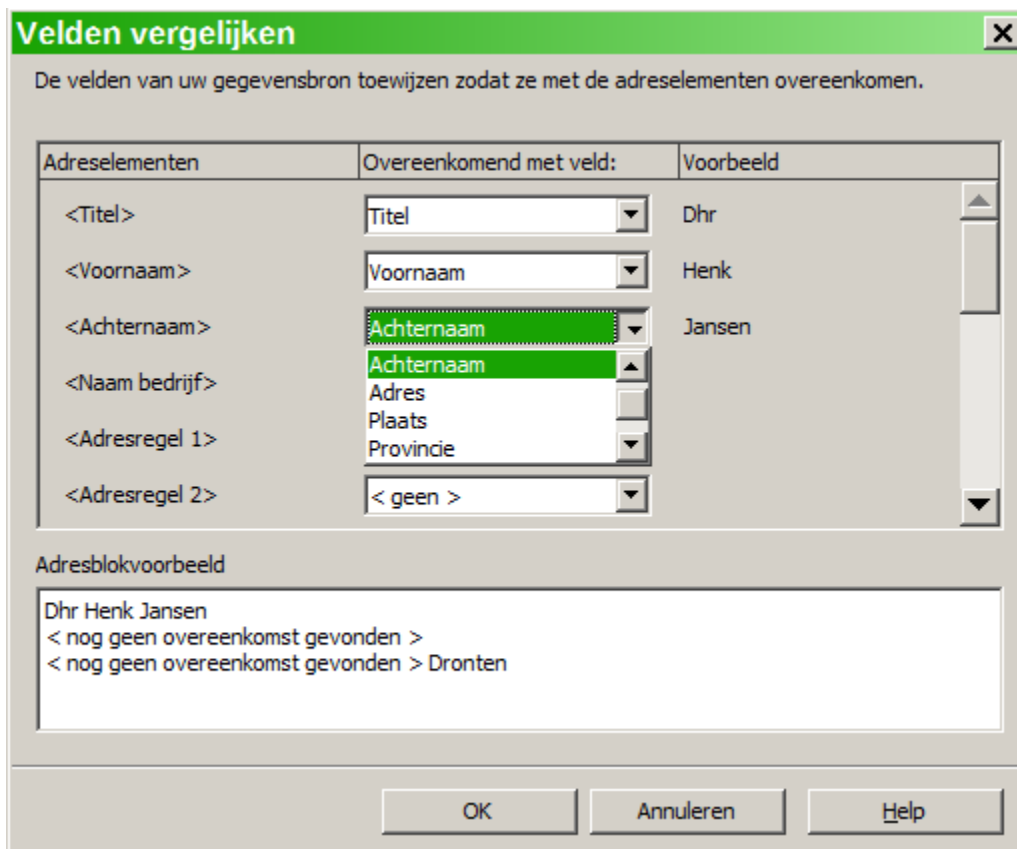 Velden vergelijken
De velden van uw gegevensbron toewijzen zodat ze met de adreselementen overeenkomen.
Adreselementen Overeenkomend met veld: Voorbeeld
<Titel> Titel Dhr
<Voornaam> Voornaam Henk
<Achternaam> Achternaam Jansen
Achternaam
<Naam bedrijf> Adres
Plaats
<Adresregel 1> Provincie
<Adresregel 2> < geen >
Adresblokvoorbeeld
Dhr Henk Jansen
< nog geen overeenkomst gevonden >
< nog geen overeenkomst gevonden > Dronten
OK Annuleren Help